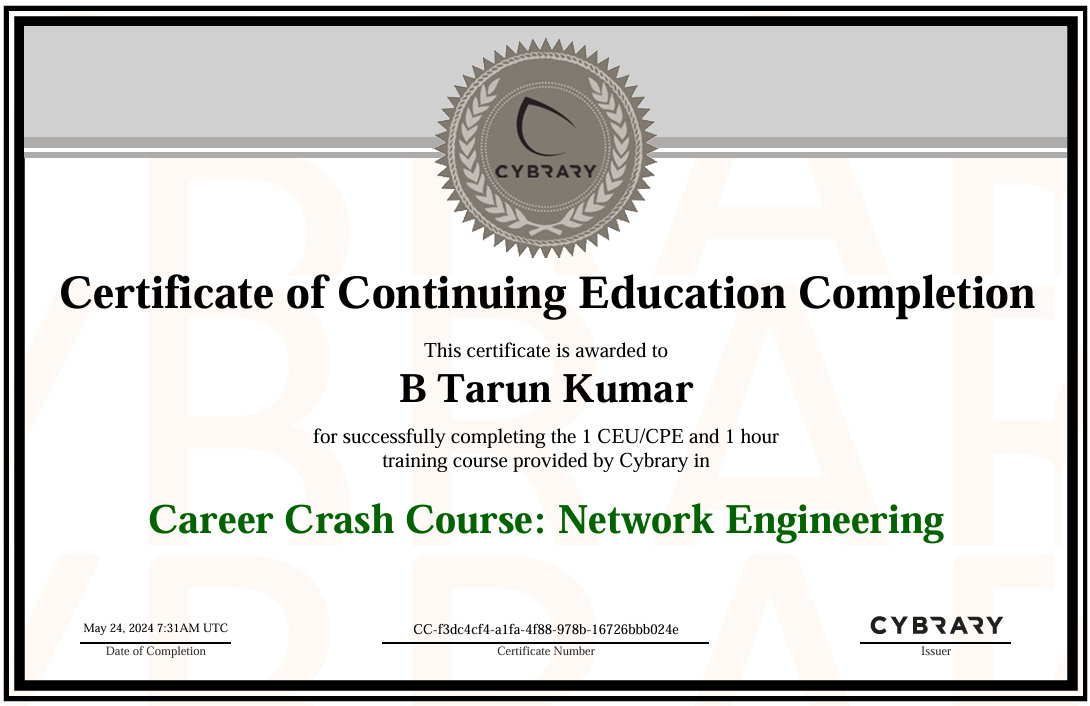 CYBRARY
Certificate of Continuing Education Completion
This certificate is awarded to
B Tarun Kumar
for successfully completing the 1 CEU/CPE and 1 hour
training course provided by Cybrary in
Career Crash Course: Network Engineering
May 24, 2024 7:31AM UTC
Date of Completion
CC-f3dc4cf4-a1fa-4f88-978b-16726bbb024e
Certificate Number
CYBRARY
Issuer